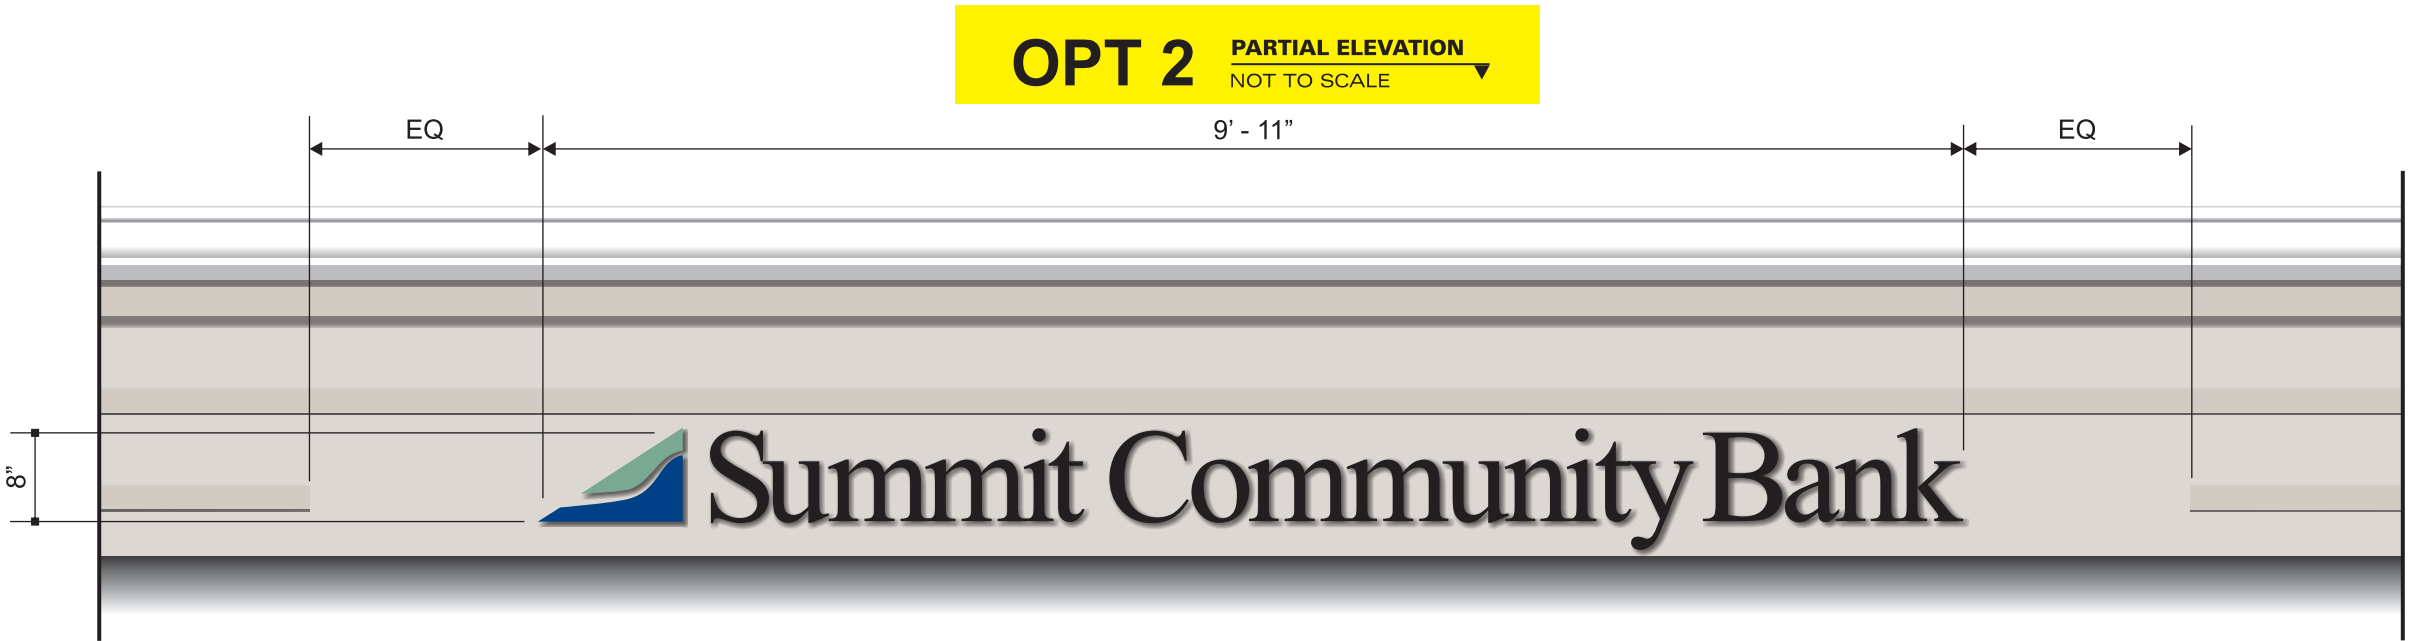 OPT 2
PARTIAL ELEVATION
NOT TO SCALE
EQ
9’ - 11”
EQ
8”
Summit Community Bank